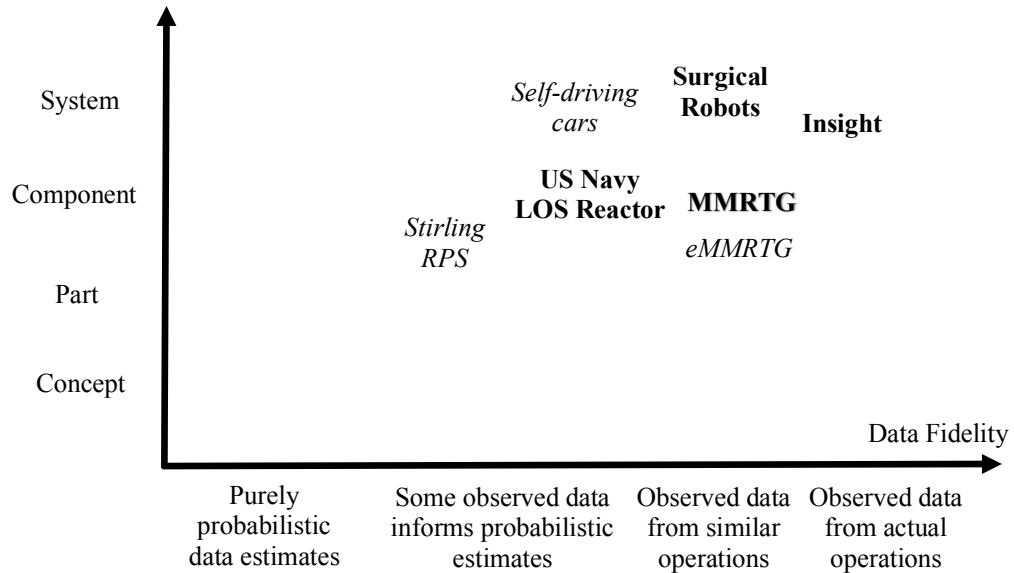 System
Self-driving
cars
Surgical
Robots
Insight
Component
US Navy
LOS Reactor
MMRTG
Stirling
RPS
eMMRTG
Part
Concept
Data Fidelity
Purely
probabilistic
data estimates
Some observed data
informs probabilistic
estimates
Observed data
from similar
operations
Observed data
from actual
operations